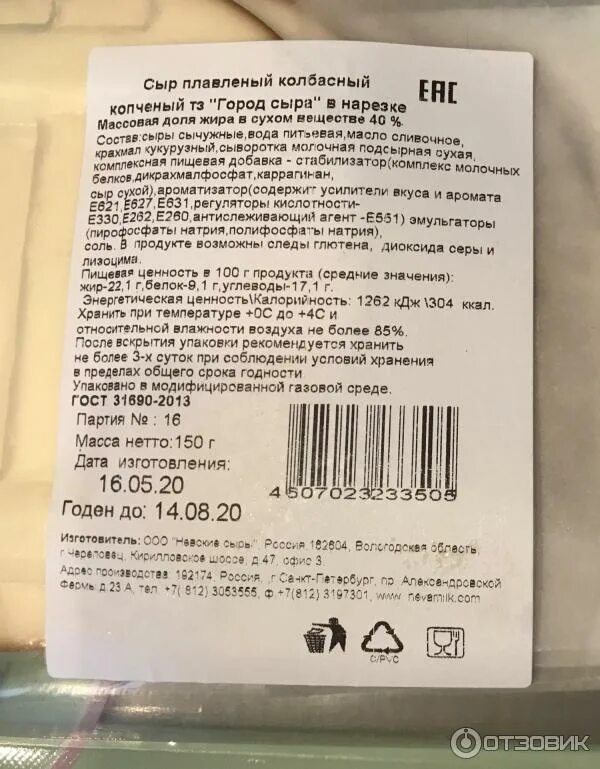 Сыр плавленый колбасный
копченый тз "Город сыра" в нарезке
EAC
Массовая доля жира в сухом веществе 40 %.
Состав:сыры сычужные,вода питьевая,масло сливочное,
крахмал кукурузный,сыворотка молочная подсырная сухая,
комплексная пищевая добавка - стабилизатор(комплекс молочных
белков,дикрахмалфосфат,каррагинан,
сыр сухой),ароматизатор(содержит усилители вкуса и аромата
Е621,Е627,Е631,регуляторы кислотности-
Е330,Е262,Е260,антислеживающий агент -Е551) эмульгаторы
(пирофосфаты натрия,полифосфаты натрия),
соль. В продукте возможны следы глютена, диоксида серы и
лизоцима.
Пищевая ценность в 100 г продукта (средние значения):
жир-22,1 г,белок-9,1 г,углеводы-17,1 г.
Энергетическая ценность\Калорийность: 1262 кДж \304 ккал.
Хранить при температуре +0С до +4С и
относительной влажности воздуха не более 85%.
После вскрытия упаковки рекомендуется хранить
не более 3-х суток при соблюдении условий хранения
в пределах общего срока годности.
Упаковано в модифицированной газовой среде.
ГОСТ 31690-2013
Партия № : 16
Масса нетто: 150 г
Дата изготовления:
16.05.20
4507023233505
Годен до: 14.08.20
Изготовитель: ООО "Невские сыры", Россия, 162604, Вологодская область,
г.Череповец, Кирилловское шоссе, д.47, офис 3.
Адрес производства: 192174, Россия, ,г.Санкт-Петербург, пр. Александровской
Фермы, д.23 А, тел. +7( 812) 3053555, ф.+7(812) 3197301, www. nevamilk.com
C/PVC
ОТЗОВИК